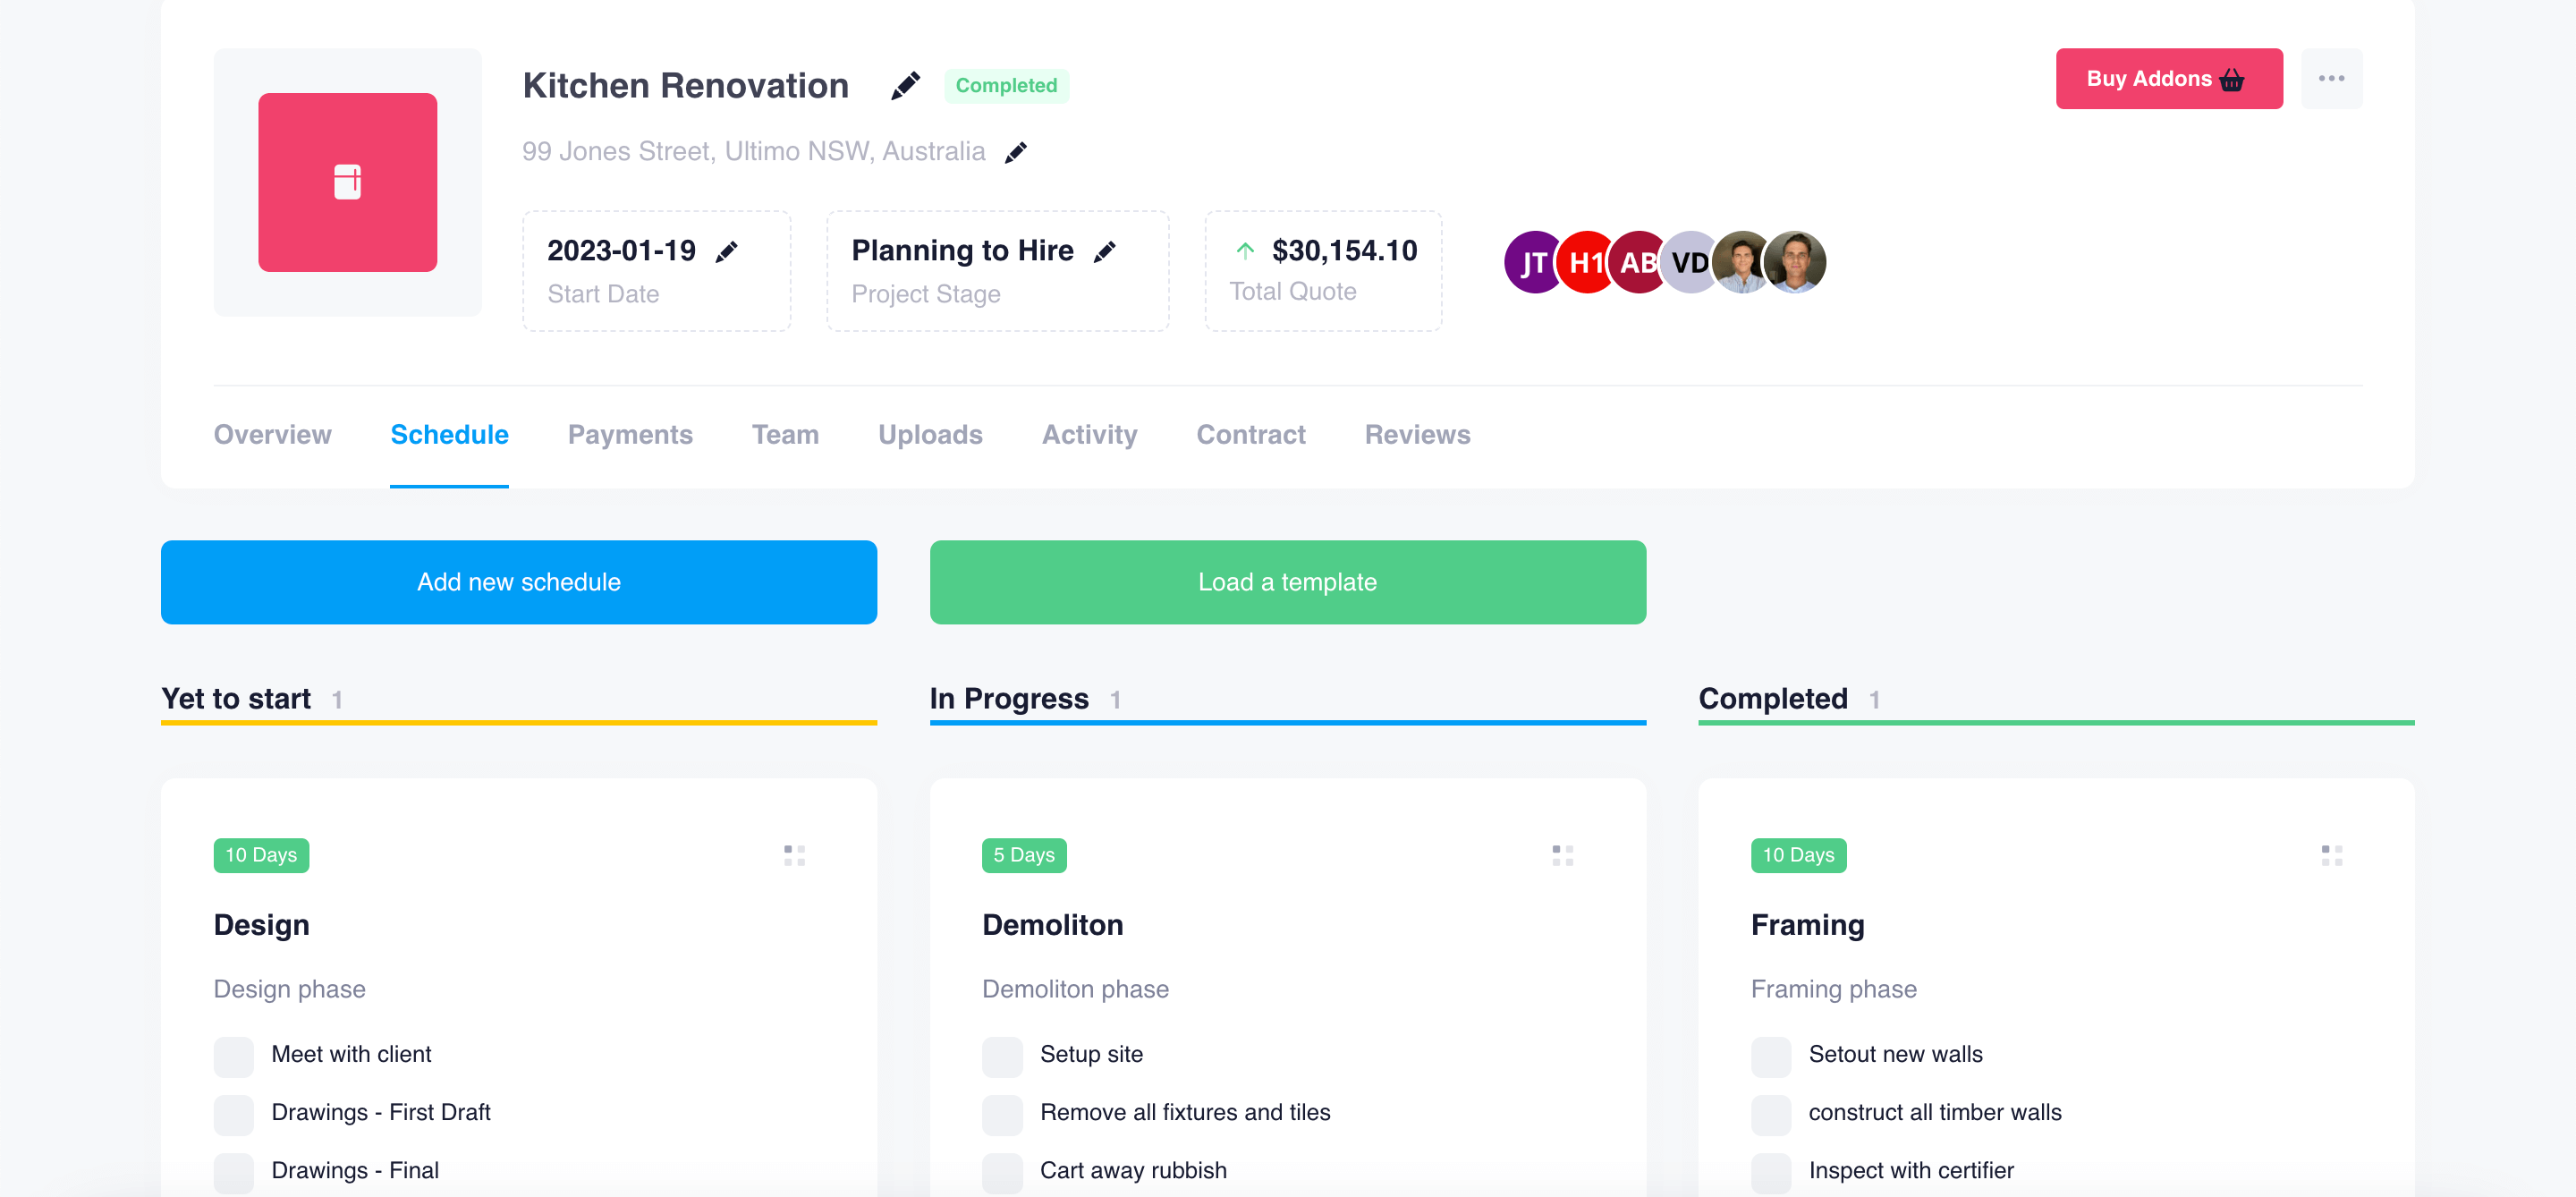 Kitchen Renovation
Completed
Buy Addons
99 Jones Street, Ultimo NSW, Australia
2023-01-19
Start Date
Planning to Hire
Project Stage
$30,154.10
Total Quote
JT
H1
AB
VD
Overview Schedule Payments Team Uploads Activity Contract Reviews
Add new schedule
Load a template
Yet to start 1
In Progress 1
Completed 1
10 Days
Design
Design phase
Meet with client
Drawings - First Draft
Drawings - Final
5 Days
Demoliton
Demoliton phase
Setup site
Remove all fixtures and tiles
Cart away rubbish
10 Days
Framing
Framing phase
Setout new walls
construct all timber walls
Inspect with certifier